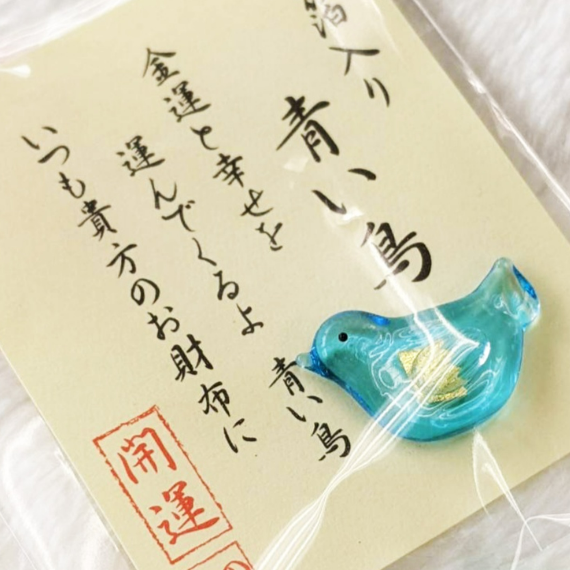 箔入り
青い鳥
金運と幸せを
運んでくるよ
いつも貴方のお財布に
青い鳥
開運